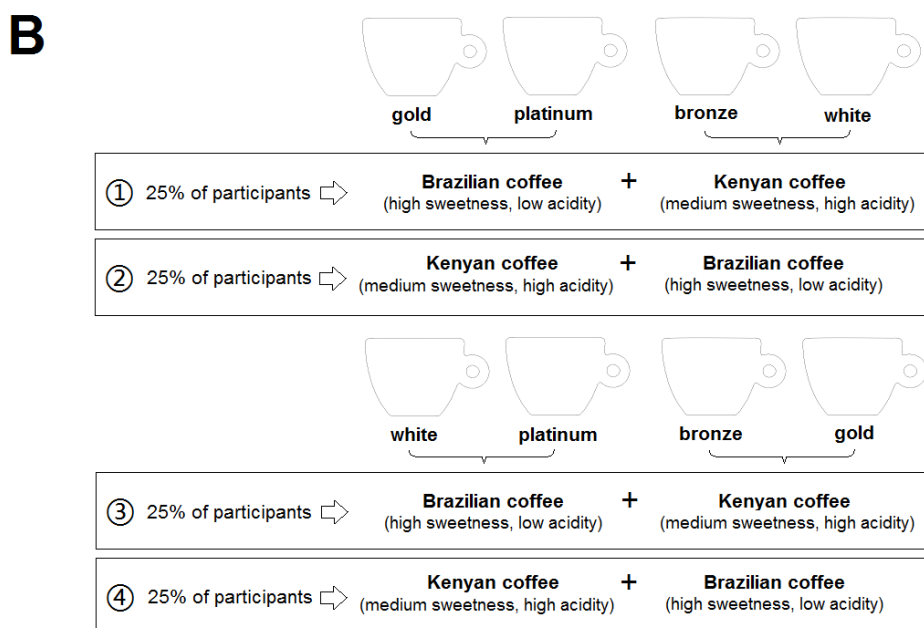 B
gold platinum bronze white
① 25% of participants Brazilian coffee + Kenyan coffee
(high sweetness, low acidity) (medium sweetness, high acidity)
② 25% of participants Kenyan coffee + Brazilian coffee
(medium sweetness, high acidity) (high sweetness, low acidity)
white platinum bronze gold
③ 25% of participants Brazilian coffee + Kenyan coffee
(high sweetness, low acidity) (medium sweetness, high acidity)
④ 25% of participants Kenyan coffee + Brazilian coffee
(medium sweetness, high acidity) (high sweetness, low acidity)